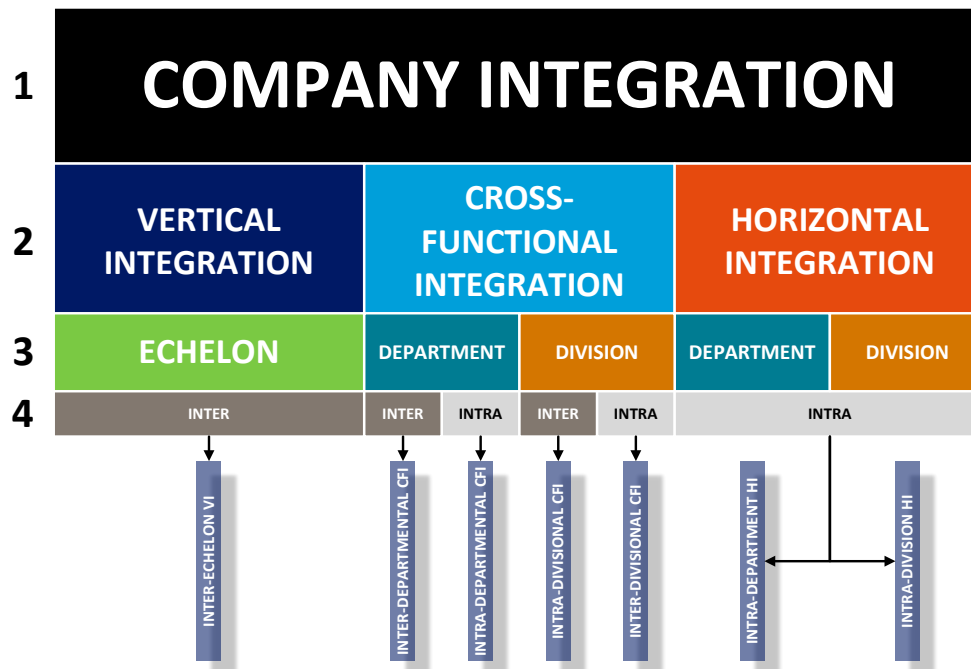 1
COMPANY INTEGRATION
2
VERTICAL
INTEGRATION
CROSS-
FUNCTIONAL
INTEGRATION
HORIZONTAL
INTEGRATION
3
ECHELON
DEPARTMENT
DIVISION
DEPARTMENT
DIVISION
4
INTER
INTER
INTRA
INTER
INTRA
INTRA
INTER-ECHELON VI
INTER-DEPARTMENTAL CFI
INTRA-DEPARTMENTAL CFI
INTRA-DIVISIONAL CFI
INTER-DIVISIONAL CFI
INTRA-DEPARTMENT HI
INTRA-DIVISION HI